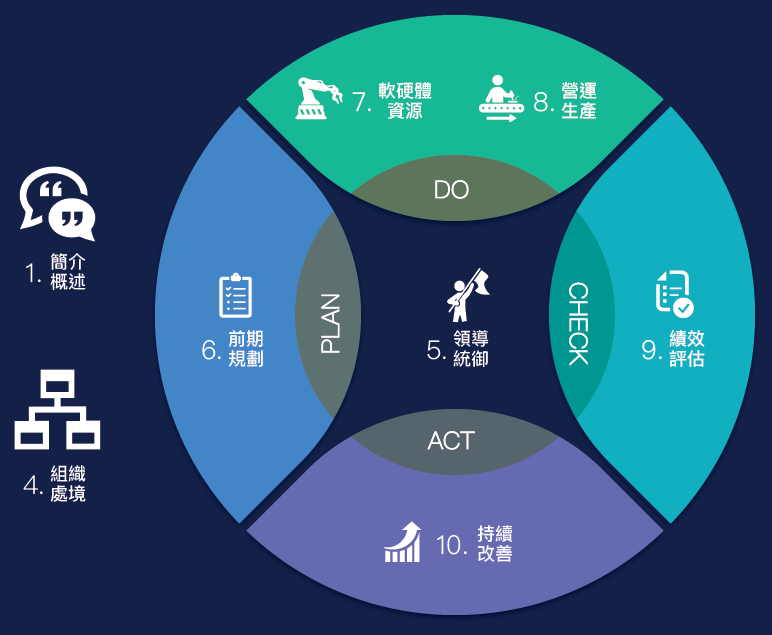 1. 簡介
概述
4. 組織
處境
7. 軟硬體
資源
8. 營運
生產
DO
6. 前期
規劃
PLAN
5. 領導
統御
CHECK
9. 績效
評估
ACT
10. 持續
改善